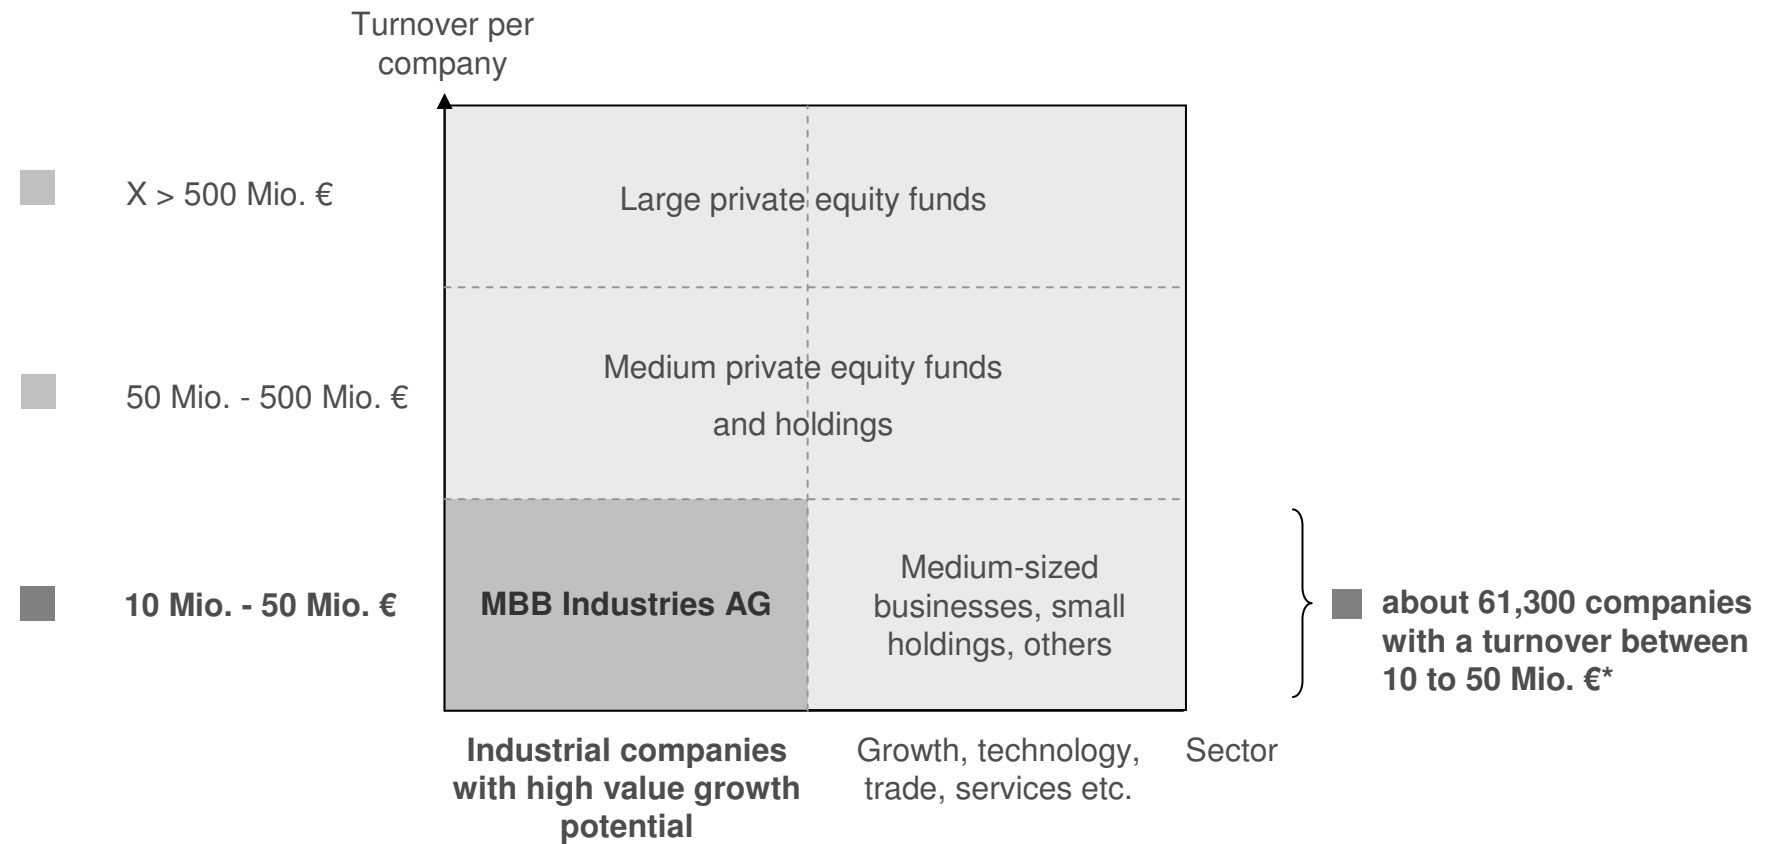 Turnover per
company
X > 500 Mio. €
Large private equity funds
50 Mio. - 500 Mio. €
Medium private equity funds
and holdings
10 Mio. - 50 Mio. €
MBB Industries AG
Medium-sized
businesses, small
holdings, others
about 61,300 companies
with a turnover between
10 to 50 Mio. €*
Industrial companies
with high value growth
potential
Growth, technology,
trade, services etc.
Sector